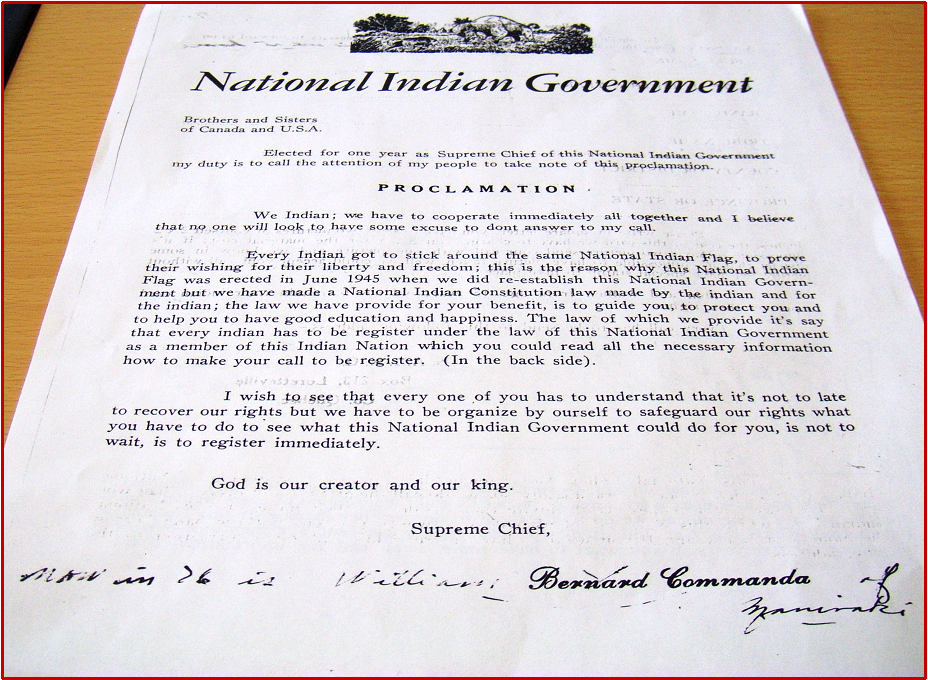 National Indian Government
Brothers and Sisters
of Canada and U.S.A.
Elected for one year as Supreme Chief of this National Indian Government
my duty is to call the attention of my people to take note of this proclamation.
PROCLAMATION
We Indian; we have to cooperate immediately all together and I believe
that no one will look to have some excuse to dont answer to my call.
Every Indian got to stick around the same National Indian Flag, to prove
their wishing for their liberty and freedom; this is the reason why this National Indian
Flag was erected in June 1945 when we did re-establish this National Indian Govern-
ment but we have made a National Indian Constitution law made by the indian and for
the indian; the law we have provide for your benefit, is to guide you, to protect you and
to help you to have good education and happiness. The law of which we provide it's say
that every indian has to be register under the law of this National Indian Government
as a member of this Indian Nation which you could read all the necessary information
how to make your call to be register. (In the back side).
I wish to see that every one of you has to understand that it's not to late
to recover our rights but we have to be organize by ourself to safeguard our rights what
you have to do to see what this National Indian Government could do for you, is not to
wait, is to register immediately.
God is our creator and our king.
Supreme Chief,
in 76 is William Bernard Commanda of
Maniwaki